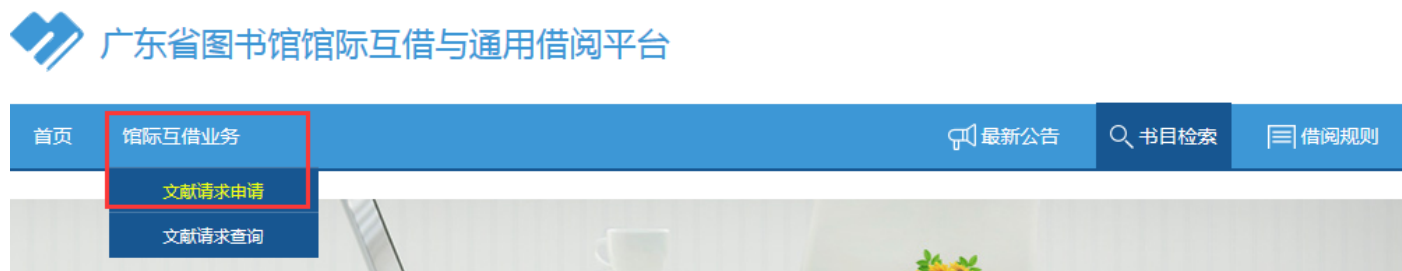 广东省图书馆馆际互借与通用借阅平台
首页 馆际互借业务 最新公告 书目检索 借阅规则
文献请求申请
文献请求查询